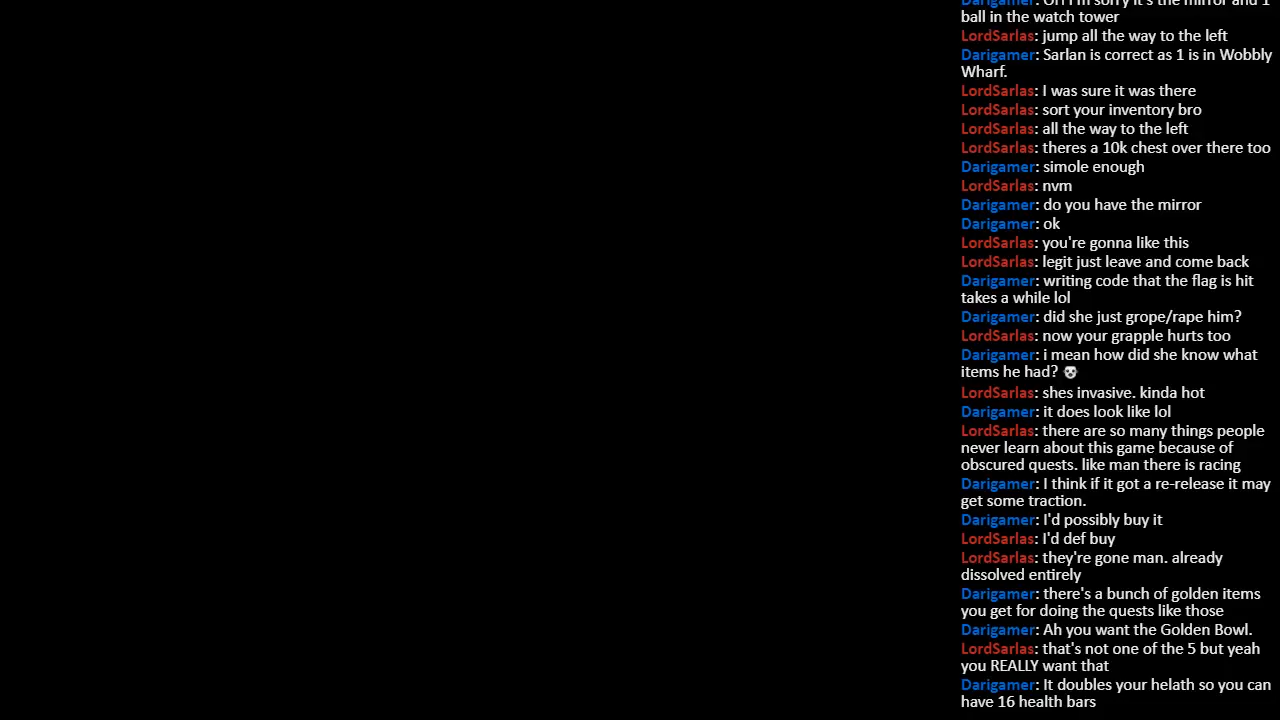 Darigamer: Oh I'm sorry it's the mirror and 1
ball in the watch tower
LordSarlas: jump all the way to the left
Darigamer: Sarlan is correct as 1 is in Wobbly
Wharf.
LordSarlas: I was sure it was there
LordSarlas: sort your inventory bro
LordSarlas: all the way to the left
LordSarlas: theres a 10k chest over there too
Darigamer: simole enough
LordSarlas: nvm
Darigamer: do you have the mirror
Darigamer: ok
LordSarlas: you're gonna like this
LordSarlas: legit just leave and come back
Darigamer: writing code that the flag is hit
takes a while lol
Darigamer: did she just grope/rape him?
LordSarlas: now your grapple hurts too
Darigamer: i mean how did she know what
items he had? 💀
LordSarlas: shes invasive. kinda hot
Darigamer: it does look like lol
LordSarlas: there are so many things people
never learn about this game because of
obscured quests. like man there is racing
Darigamer: I think if it got a re-release it may
get some traction.
Darigamer: I'd possibly buy it
LordSarlas: I'd def buy
LordSarlas: they're gone man. already
dissolved entirely
Darigamer: there's a bunch of golden items
you get for doing the quests like those
Darigamer: Ah you want the Golden Bowl.
LordSarlas: that's not one of the 5 but yeah
you REALLY want that
Darigamer: It doubles your helath so you can
have 16 health bars